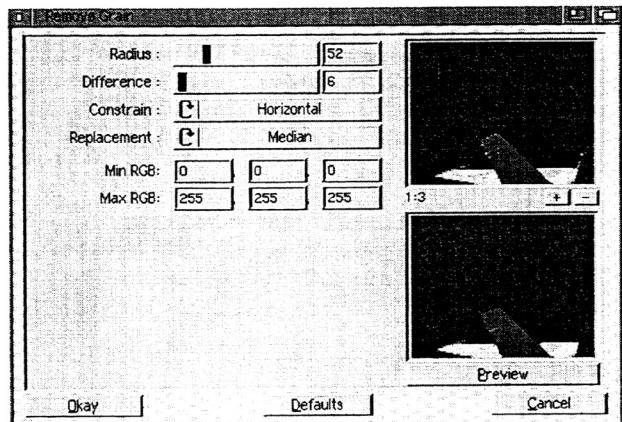 Remove Grain
Radius : 52
Difference : 6
Constrain : Horizontal
Replacement : Median
Min RGB: 0 0 0
Max RGB: 255 255 255
1:3 + -
Preview
Okay Defaults Cancel